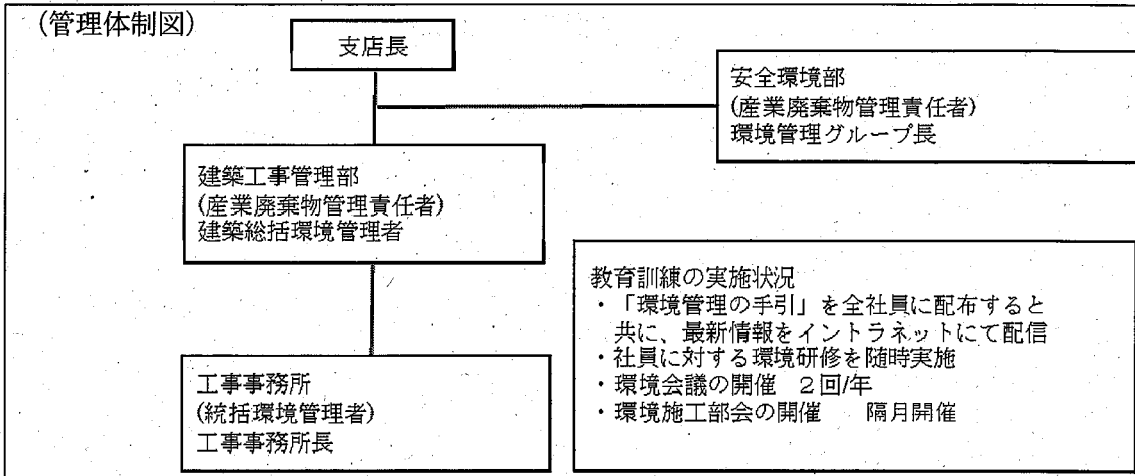 (管理体制図)
支店長
安全環境部
(産業廃棄物管理責任者)
環境管理グループ長
建築工事管理部
(産業廃棄物管理責任者)
建築総括環境管理者
教育訓練の実施状況
・「環境管理の手引」を全社員に配布すると
共に、最新情報をイントラネットにて配信
・社員に対する環境研修を随時実施
・環境会議の開催　２回/年
・環境施工部会の開催　　隔月開催
工事事務所
(統括環境管理者)
工事事務所長